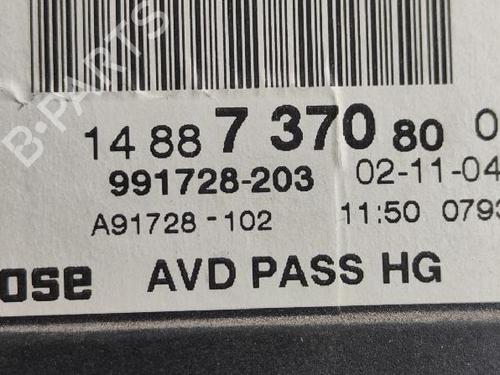 B-PARTS
14 88 7 370 80 0
991728-203 02-11-04
A91728-102 11:50 0793
ose AVD PASS HG